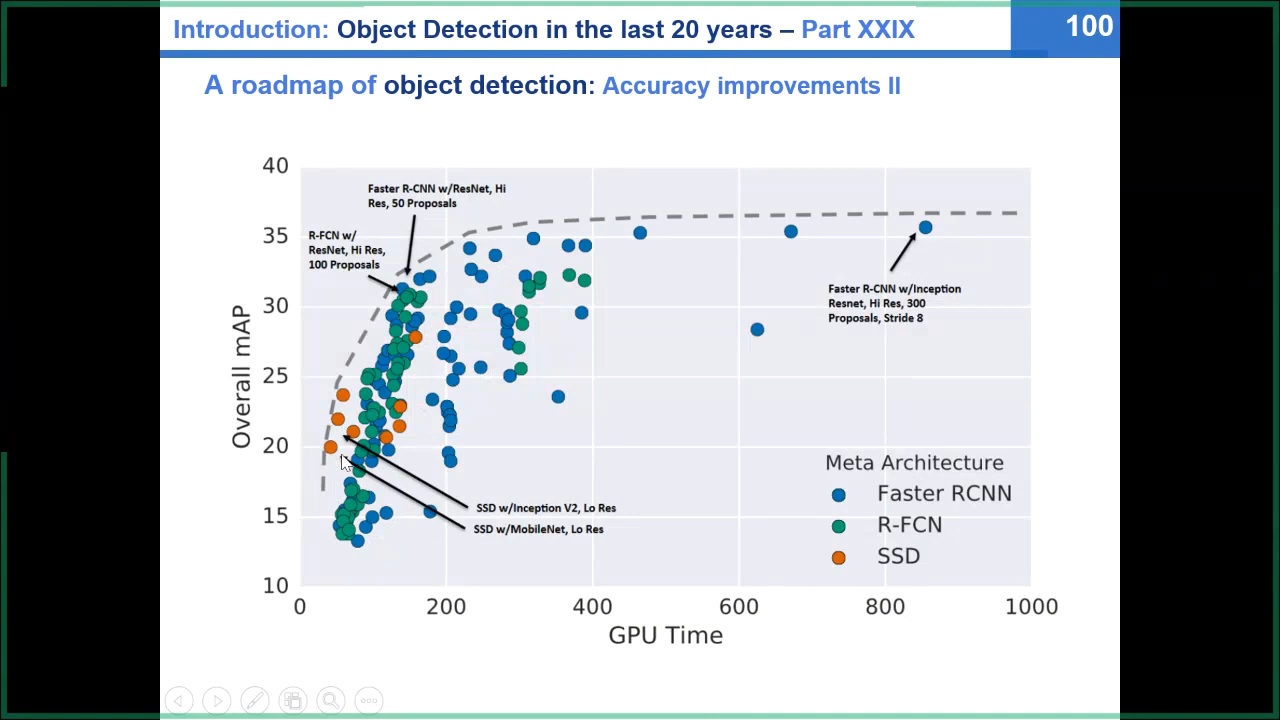 Introduction: Object Detection in the last 20 years – Part XXIX
100
A roadmap of object detection: Accuracy improvements II
40
35
30
25
20
15
10
Overall mAP
Faster R-CNN w/ResNet, Hi
Res, 50 Proposals
R-FCN w/
ResNet, Hi Res,
100 Proposals
Faster R-CNN w/Inception
Resnet, Hi Res, 300
Proposals, Stride 8
SSD w/Inception V2, Lo Res
SSD w/MobileNet, Lo Res
Meta Architecture
Faster RCNN
R-FCN
SSD
0 200 400 600 800 1000
GPU Time